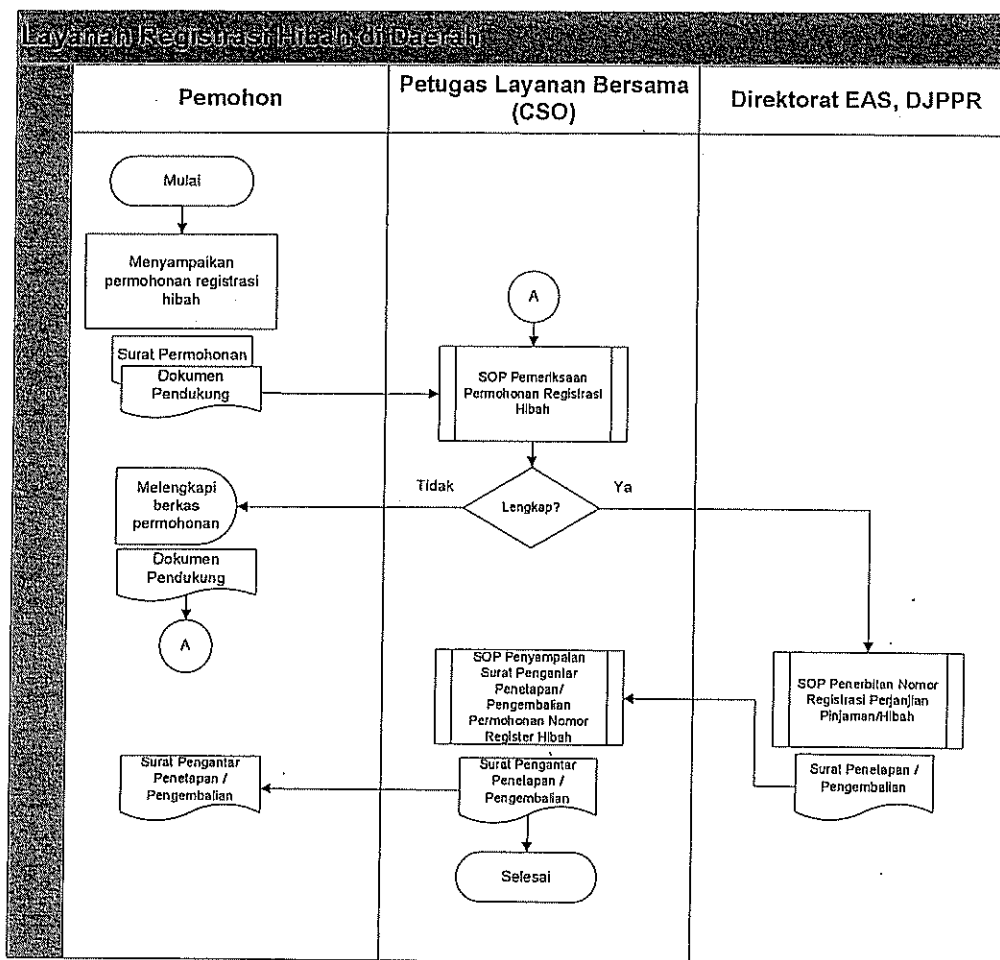 Layanan Registrasi Hibah di Daerah
Pemohon
Petugas Layanan Bersama
(CSO)
Direktorat EAS, DJPPR
Mulai
Menyampaikan
permohonan registrasi
hibah
Surat Permohonan
Dokumen
Pendukung
A
SOP Pemeriksaan
Permohonan Registrasi
Hibah
Lengkap?
Tidak
Ya
Melengkapi
berkas
permohonan
Dokumen
Pendukung
A
SOP Penerbitan Nomor
Registrasi Perjanjian
Pinjaman/Hibah
Surat Penetapan /
Pengembalian
SOP Penyampaian
Surat Pengantar
Penetapan/
Pengembalian
Permohonan Nomor
Register Hibah
Surat Pengantar
Penetapan /
Pengembalian
Surat Pengantar
Penetapan /
Pengembalian
Selesai